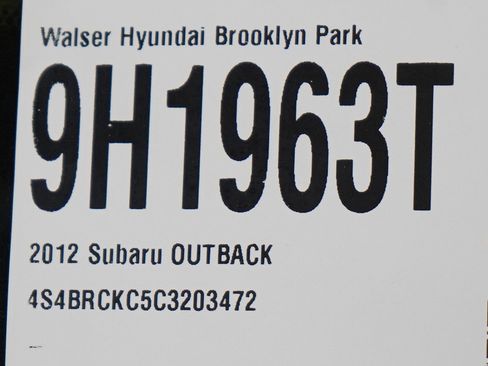 Walser Hyundai Brooklyn Park
9H1963T
2012 Subaru OUTBACK
4S4BRCKC5C3203472